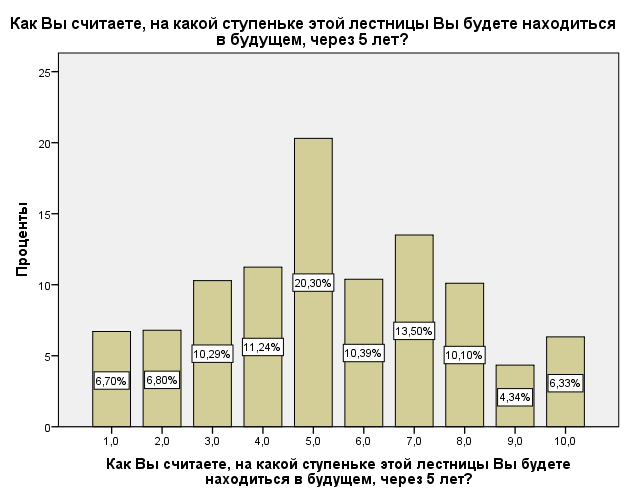 Как Вы считаете, на какой ступеньке этой лестницы Вы будете находиться
в будущем, через 5 лет?
Проценты
25
20
15
10
5
0
6,70%
6,80%
10,29%
11,24%
20,30%
10,39%
13,50%
10,10%
4,34%
6,33%
1,0 2,0 3,0 4,0 5,0 6,0 7,0 8,0 9,0 10,0
Как Вы считаете, на какой ступеньке этой лестницы Вы будете
находиться в будущем, через 5 лет?